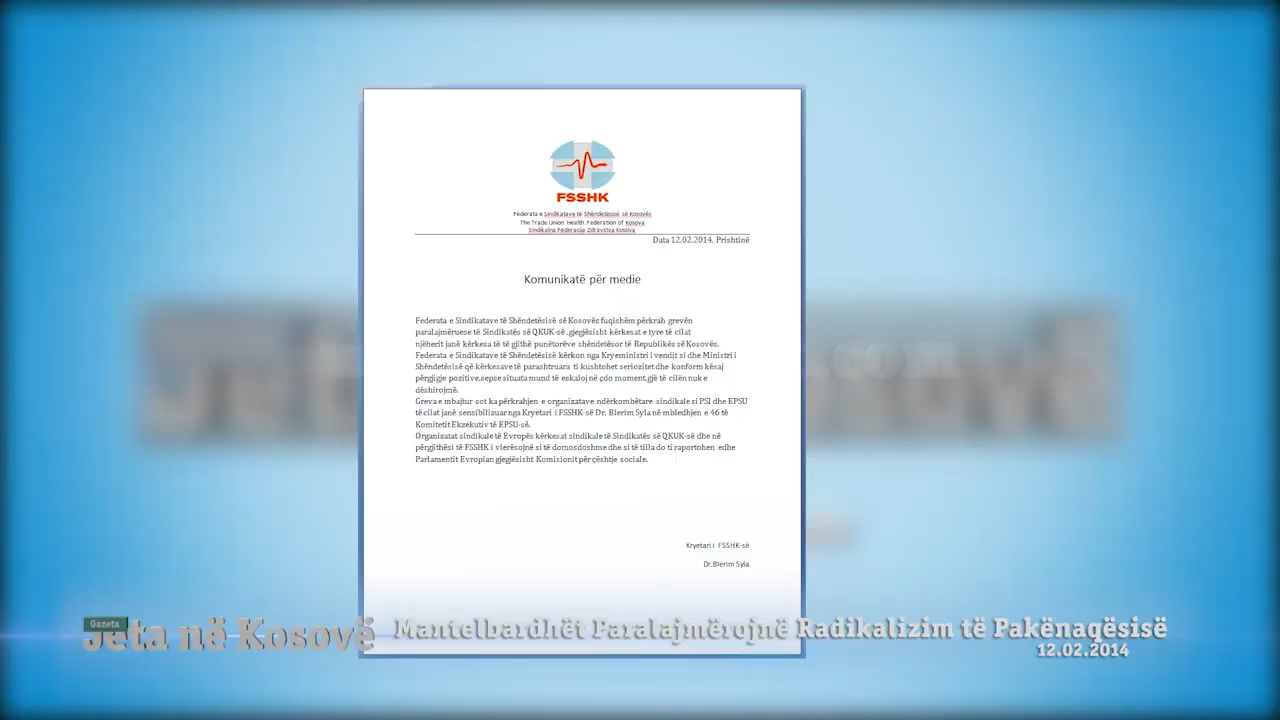 FSSHK
Federata e Sindikatave të Shëndetësisë së Kosovës
The Trade Union Health Federation of Kosova
Sindikalna Federacija Zdravstva Kosova
Data 12.02.2014. Prishtinë
Komunikatë për medie
Federata e Sindikatave të Shëndetësisë së Kosovës fuqishëm përkrah grevën
paralajmëruese të Sindikatës së QKUK-së ,gjegjësisht kërkesat e tyre të cilat
njëherit janë kërkesa të të gjithë punëtorëve shëndetësor të Republikës së Kosovës.
Federata e Sindikatave të Shëndetësisë kërkon nga Kryeministri i vendit si dhe Ministri i
Shëndetësisë që kërkesave të parashtruara ti kushtohet seriozitet dhe konform kësaj
përgjigje pozitive,sepse situata mund të eskaloj në çdo moment,gjë të cilën nuk e
dëshirojmë.
Greva e mbajtur sot ka përkrahjen e organizatave ndërkombëtare sindikale si PSI dhe EPSU
të cilat janë sensibilizuar nga Kryetari i FSSHK-së Dr. Blerim Syla në mbledhjen e 46 të
Komitetit Ekzekutiv të EPSU-së.
Organizatat sindikale të Evropës kërkesat sindikale të Sindikatës së QKUK-së dhe në
përgjithësi të FSSHK i vlerësojnë si të domosdoshme dhe si të tilla do ti raportohen edhe
Parlamentit Evropian gjegjësisht Komisionit për çështje sociale.
Kryetari i FSSHK-së
Dr.Blerim Syla
Gazeta
Jeta në Kosovë
Mantelbardhët Paralajmërojnë Radikalizim të Pakënaqësisë
12.02.2014